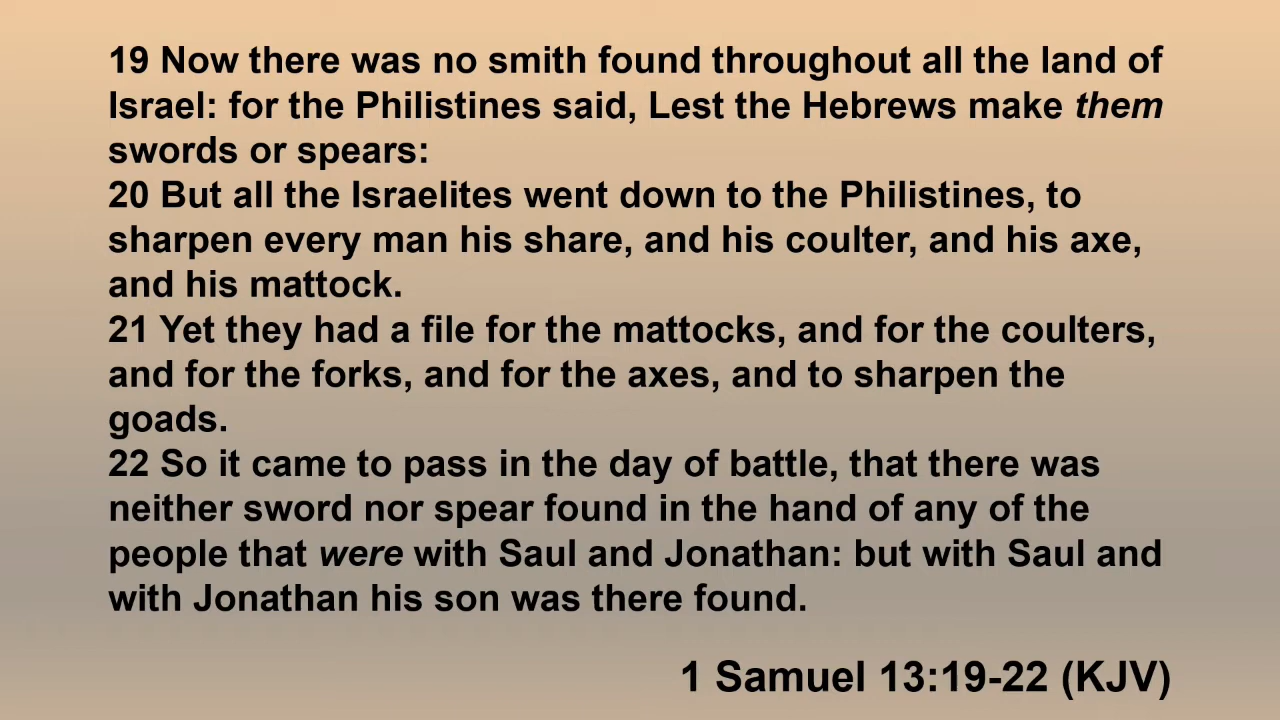 19 Now there was no smith found throughout all the land of
Israel: for the Philistines said, Lest the Hebrews make them
swords or spears:
20 But all the Israelites went down to the Philistines, to
sharpen every man his share, and his coulter, and his axe,
and his mattock.
21 Yet they had a file for the mattocks, and for the coulters,
and for the forks, and for the axes, and to sharpen the
goads.
22 So it came to pass in the day of battle, that there was
neither sword nor spear found in the hand of any of the
people that were with Saul and Jonathan: but with Saul and
with Jonathan his son was there found.
1 Samuel 13:19-22 (KJV)